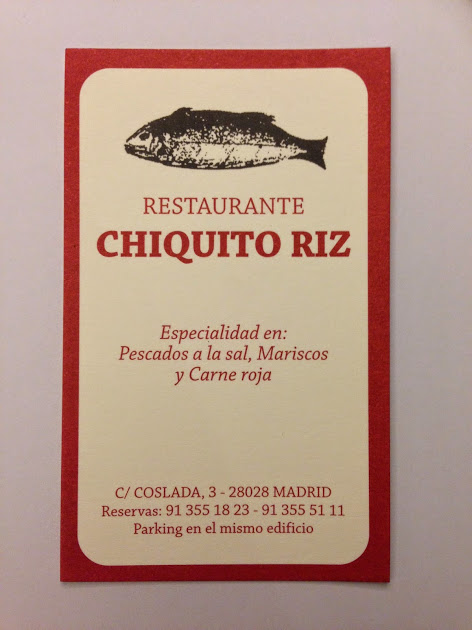 RESTAURANTE
CHIQUITO RIZ
Especialidad en:
Pescados a la sal, Mariscos
y Carne roja
C/ COSLADA, 3 - 28028 MADRID
Reservas: 91 355 18 23 - 91 355 51 11
Parking en el mismo edificio